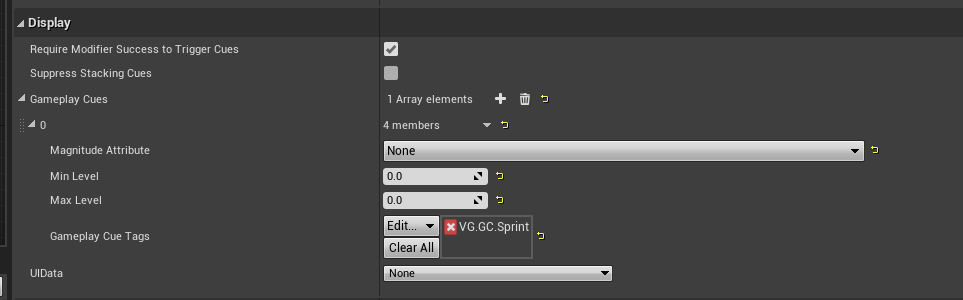 Display
Require Modifier Success to Trigger Cues
Suppress Stacking Cues
Gameplay Cues 1 Array elements
0 4 members
Magnitude Attribute None
Min Level 0.0
Max Level 0.0
Gameplay Cue Tags Edit... VG.GC.Sprint
Clear All
UIData None